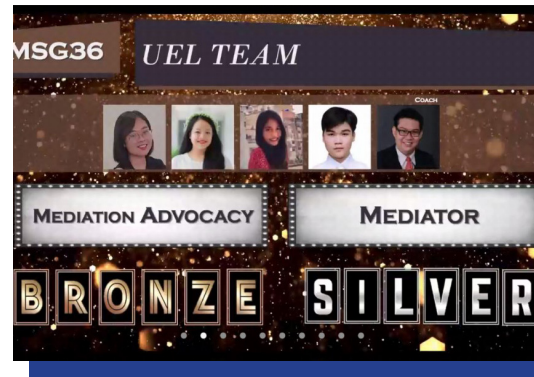 MSG36
UEL TEAM
COACH
MEDIATION ADVOCACY
MEDIATOR
BRONZE
SILVER